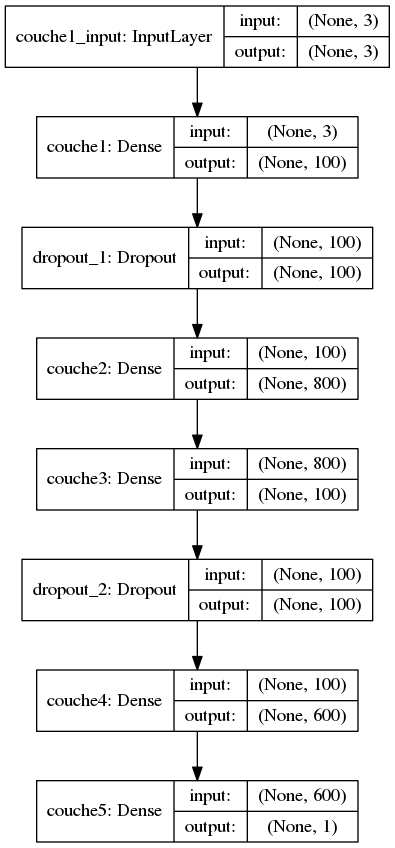 couche1_input: InputLayer
input: (None, 3)
output: (None, 3)
couche1: Dense
input: (None, 3)
output: (None, 100)
dropout_1: Dropout
input: (None, 100)
output: (None, 100)
couche2: Dense
input: (None, 100)
output: (None, 800)
couche3: Dense
input: (None, 800)
output: (None, 100)
dropout_2: Dropout
input: (None, 100)
output: (None, 100)
couche4: Dense
input: (None, 100)
output: (None, 600)
couche5: Dense
input: (None, 600)
output: (None, 1)